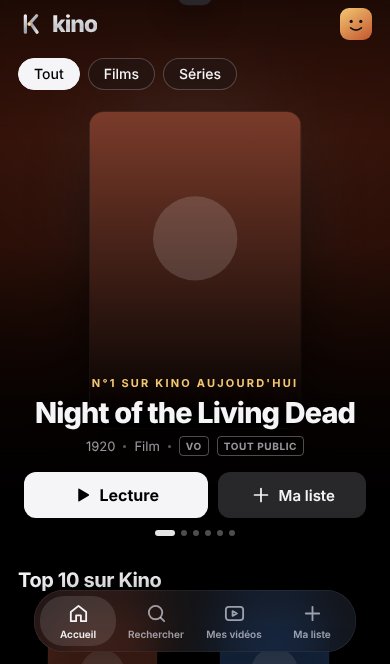 kino
Tout Films Séries
N°1 SUR KINO AUJOURD'HUI
Night of the Living Dead
1920 • Film • VO TOUT PUBLIC
Lecture Ma liste
Top 10 sur Kino
Accueil Rechercher Mes vidéos Ma liste